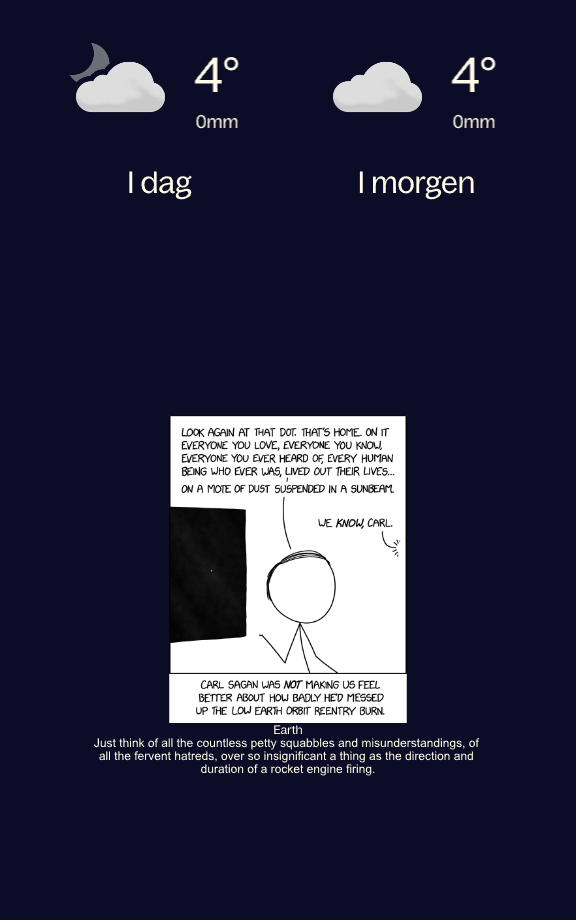 4°
0mm
4°
0mm
I dag
I morgen
LOOK AGAIN AT THAT DOT. THAT'S HOME. ON IT
EVERYONE YOU LOVE, EVERYONE YOU KNOW,
EVERYONE YOU EVER HEARD OF, EVERY HUMAN
BEING WHO EVER WAS, LIVED OUT THEIR LIVES...
ON A MOTE OF DUST SUSPENDED IN A SUNBEAM.
WE KNOW, CARL.
CARL SAGAN WAS NOT MAKING US FEEL
BETTER ABOUT HOW BADLY HE'D MESSED
UP THE LOW EARTH ORBIT REENTRY BURN.
Earth
Just think of all the countless petty squabbles and misunderstandings, of
all the fervent hatreds, over so insignificant a thing as the direction and
duration of a rocket engine firing.